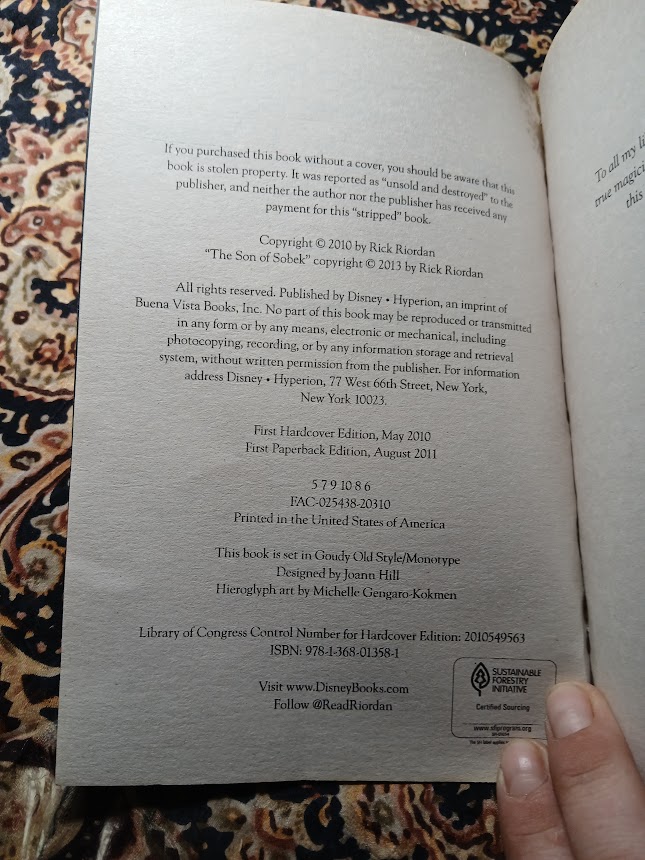 If you purchased this book without a cover, you should be aware that this
book is stolen property. It was reported as “unsold and destroyed” to the
publisher, and neither the author nor the publisher has received any
payment for this “stripped” book.
Copyright © 2010 by Rick Riordan
“The Son of Sobek” copyright © 2013 by Rick Riordan
All rights reserved. Published by Disney • Hyperion, an imprint of
Buena Vista Books, Inc. No part of this book may be reproduced or transmitted
in any form or by any means, electronic or mechanical, including
photocopying, recording, or by any information storage and retrieval
system, without written permission from the publisher. For information
address Disney • Hyperion, 77 West 66th Street, New York,
New York 10023.
First Hardcover Edition, May 2010
First Paperback Edition, August 2011
5 7 9 10 8 6
FAC-025438-20310
Printed in the United States of America
This book is set in Goudy Old Style/Monotype
Designed by Joann Hill
Hieroglyph art by Michelle Gengaro-Kokmen
Library of Congress Control Number for Hardcover Edition: 2010549563
ISBN: 978-1-368-01358-1
Visit www.DisneyBooks.com
Follow @ReadRiordan
SUSTAINABLE
FORESTRY
INITIATIVE
Certified Sourcing
www.sfiprogram.org
The SFI label applies
To all my
true
this